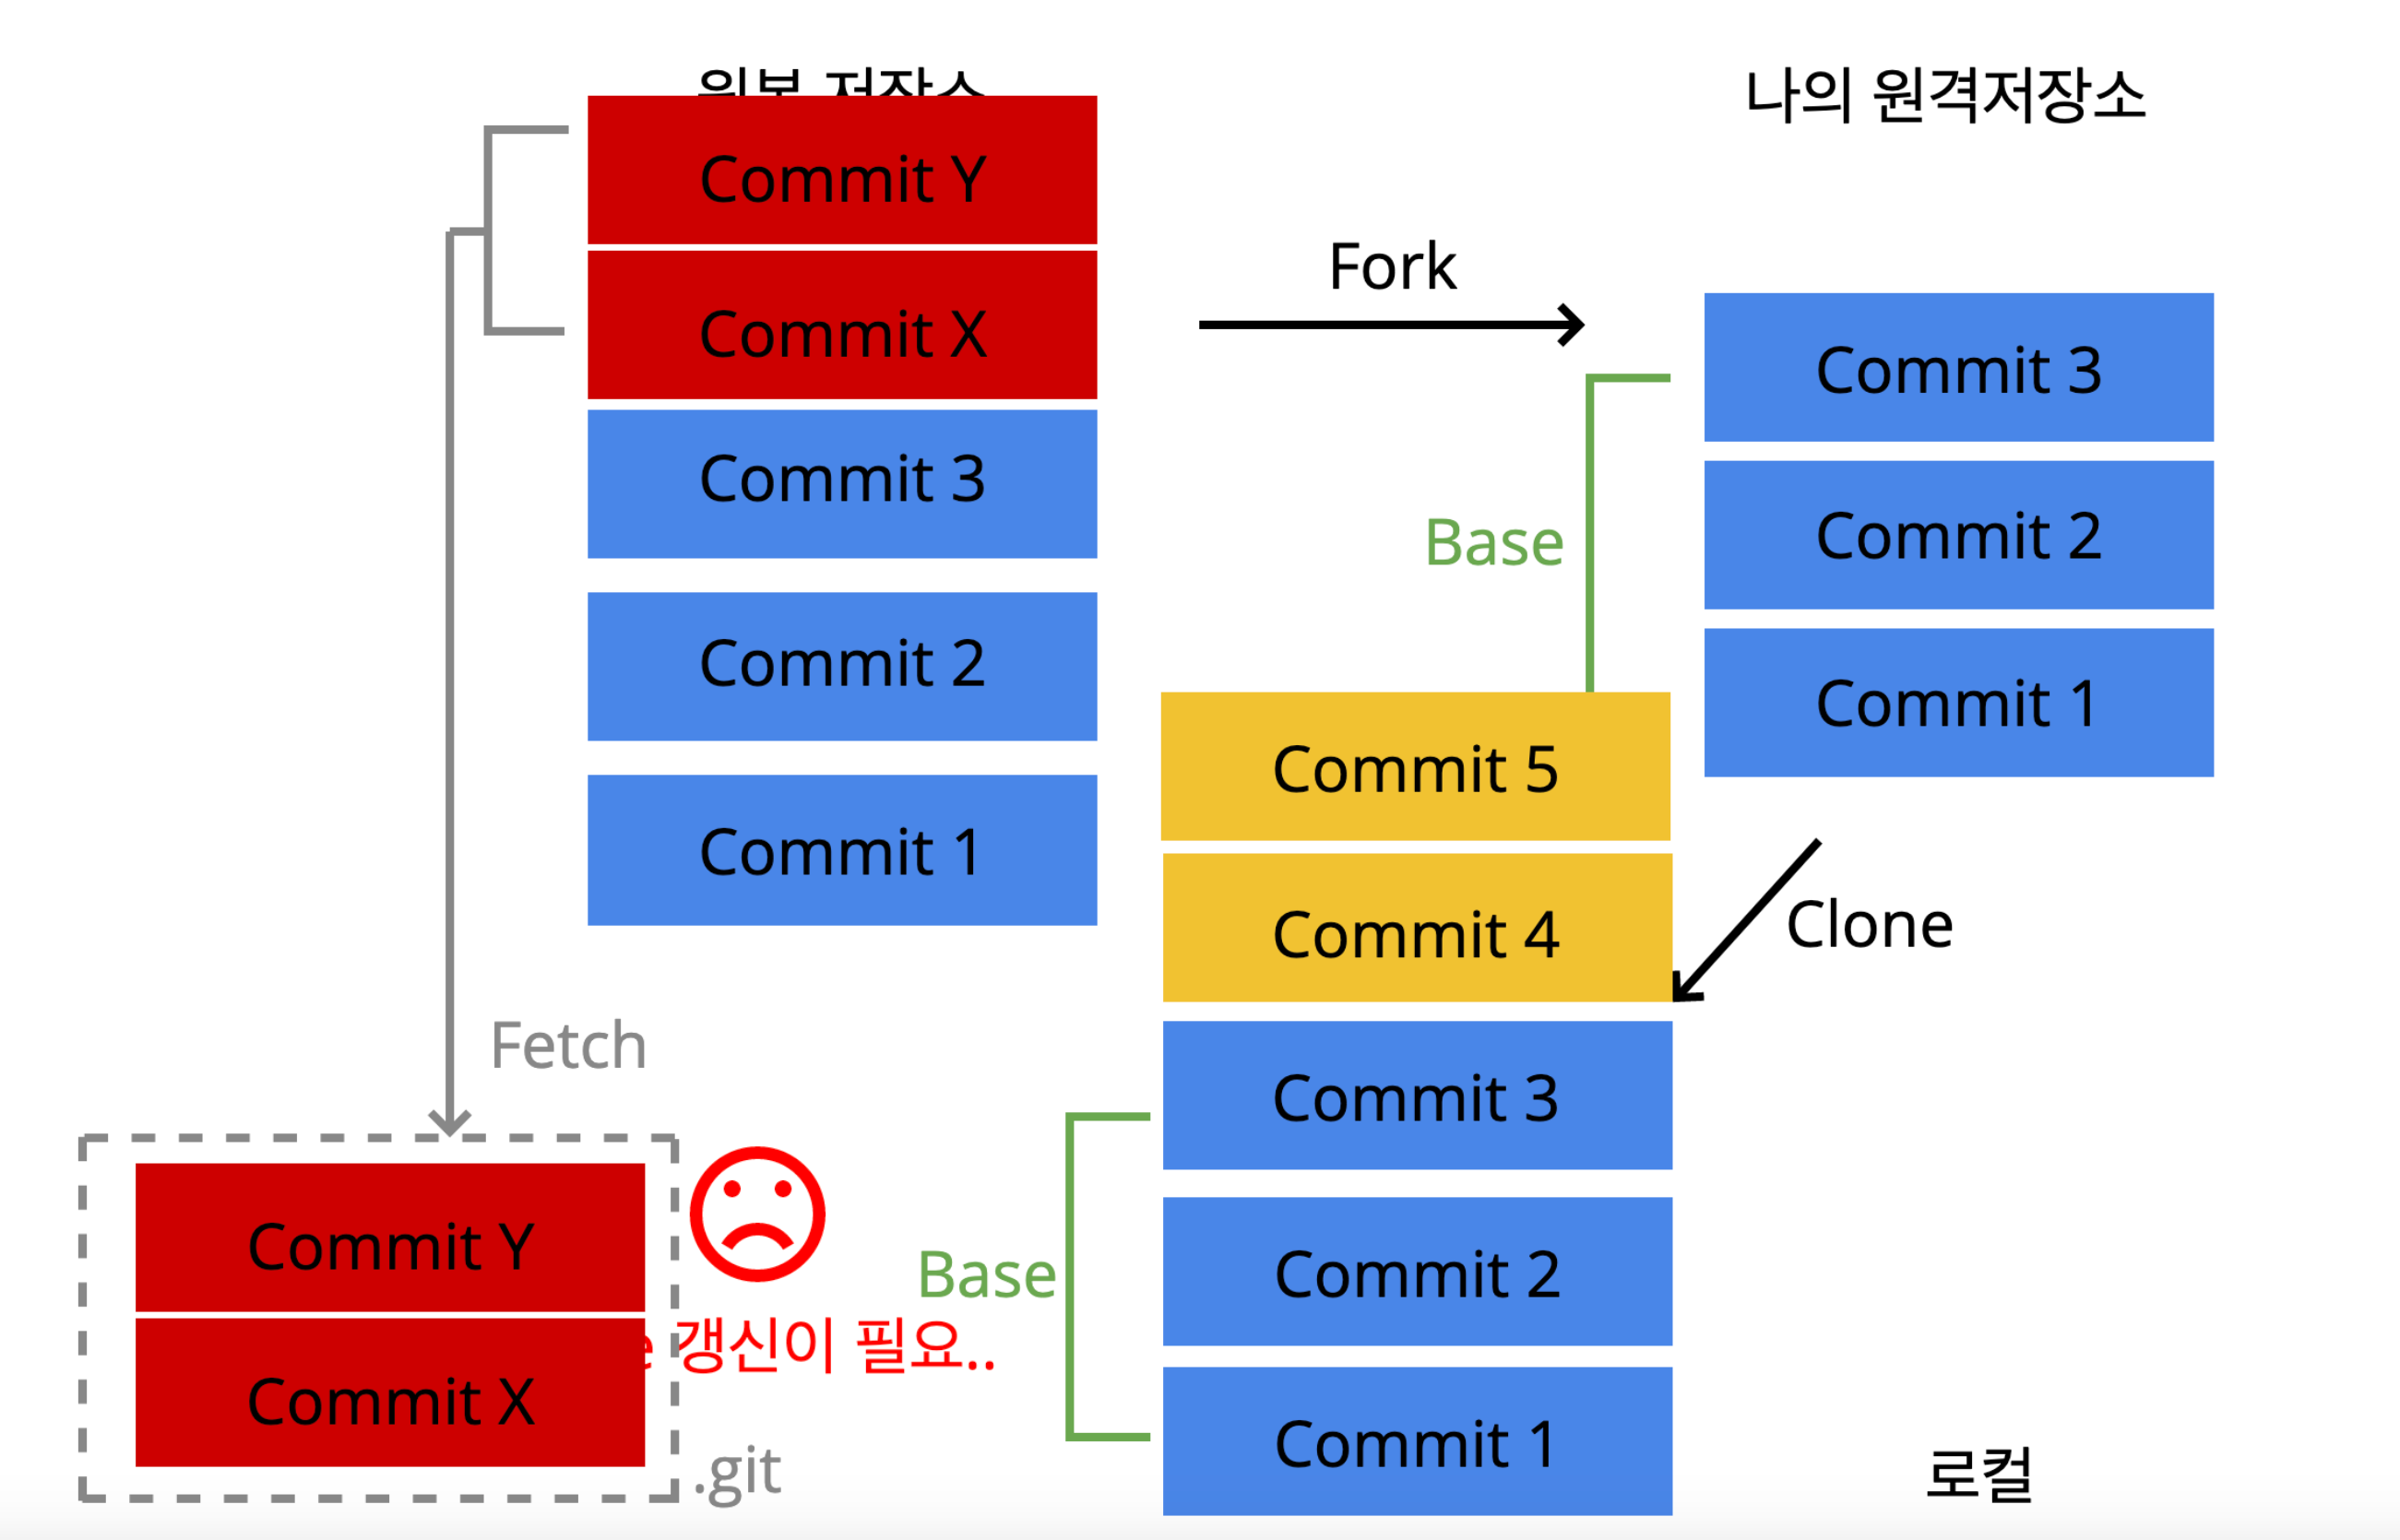 원본 저장소
Commit Y
Commit X
Commit 3
Commit 2
Commit 1
Fork
나의 원격저장소
Commit 3
Commit 2
Commit 1
Base
Clone
Commit 5
Commit 4
Commit 3
Commit 2
Commit 1
Base
Fetch
Commit Y
Commit X
갱신이 필요..
.git
로컬